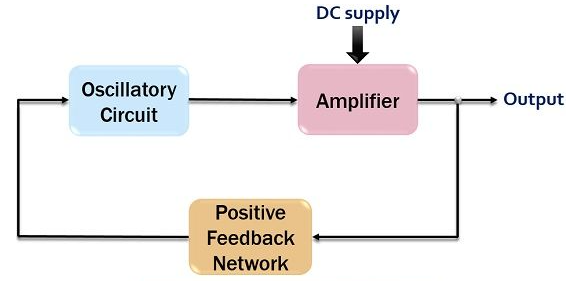 DC supply
Oscillatory
Circuit
Amplifier
Output
Positive
Feedback
Network